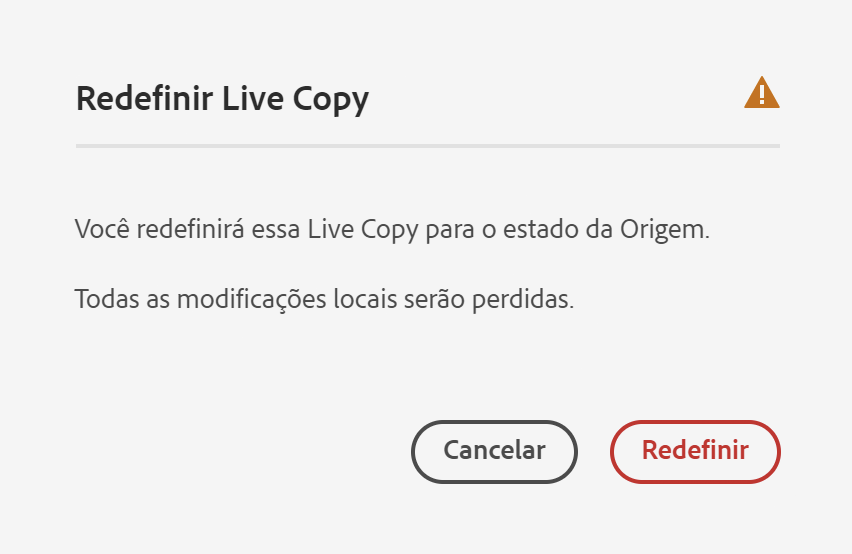 Redefinir Live Copy
Você redefinirá essa Live Copy para o estado da Origem.
Todas as modificações locais serão perdidas.
Cancelar
Redefinir